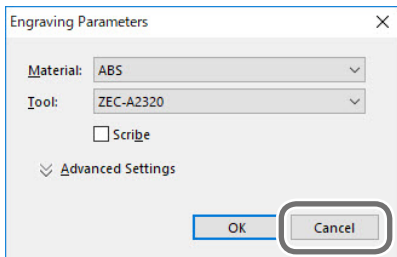 Engraving Parameters
Material: ABS
Tool: ZEC-A2320
Scribe
Advanced Settings
OK Cancel